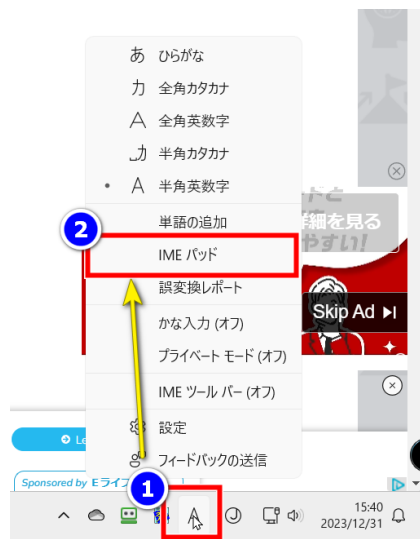 あ ひらがな
カ 全角カタカナ
A 全角英数字
カ 半角カタカナ
• A 半角英数字
単語の追加
2
IME パッド
誤変換レポート
かな入力 (オフ)
プライベート モード (オフ)
IME ツール バー (オフ)
設定
フィードバックの送信
細を見る
やすい!
Skip Ad
Le
Sponsored by Eライフ
1
A
15:40
2023/12/31